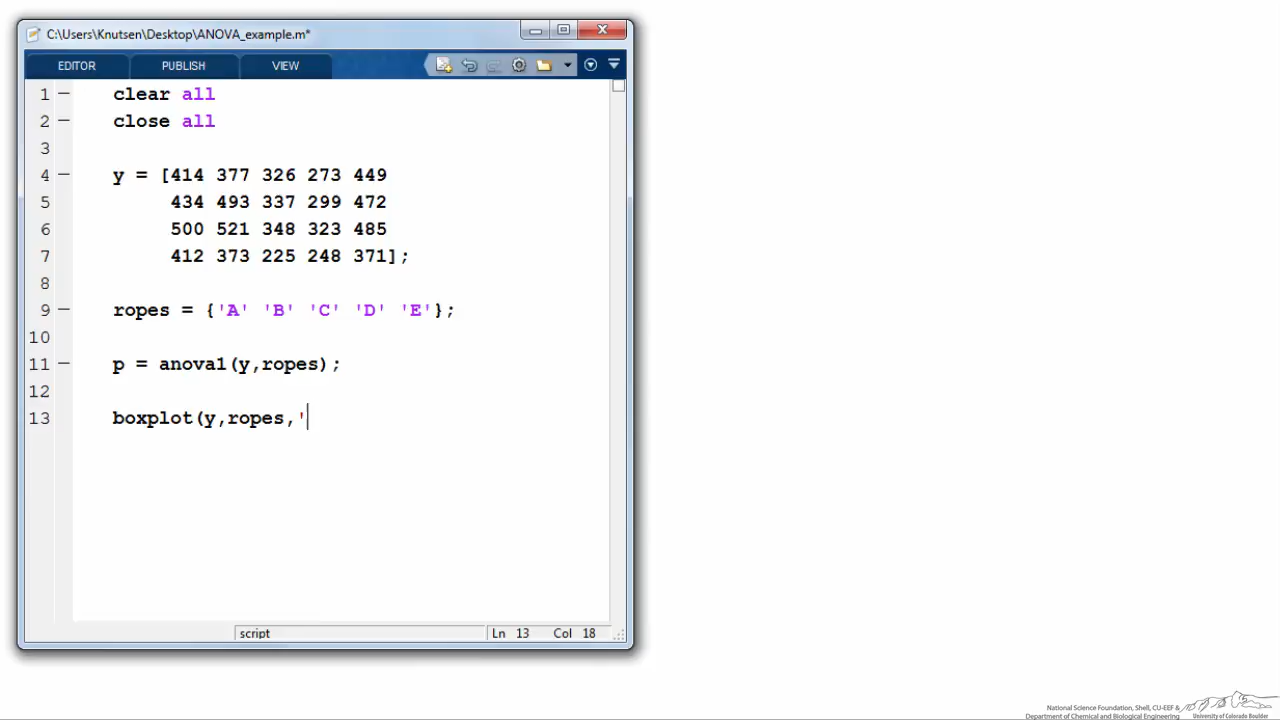 C:\Users\Knutsen\Desktop\ANOVA_example.m*
EDITOR PUBLISH VIEW
1 clear all
2 close all
3
4 y = [414 377 326 273 449
5 434 493 337 299 472
6 500 521 348 323 485
7 412 373 225 248 371];
8
9 ropes = {'A' 'B' 'C' 'D' 'E'};
10
11 p = anova1(y,ropes);
12
13 boxplot(y,ropes,'
script Ln 13 Col 18
National Science Foundation, Shell, CU-EEF &
Department of Chemical and Biological Engineering University of Colorado Boulder